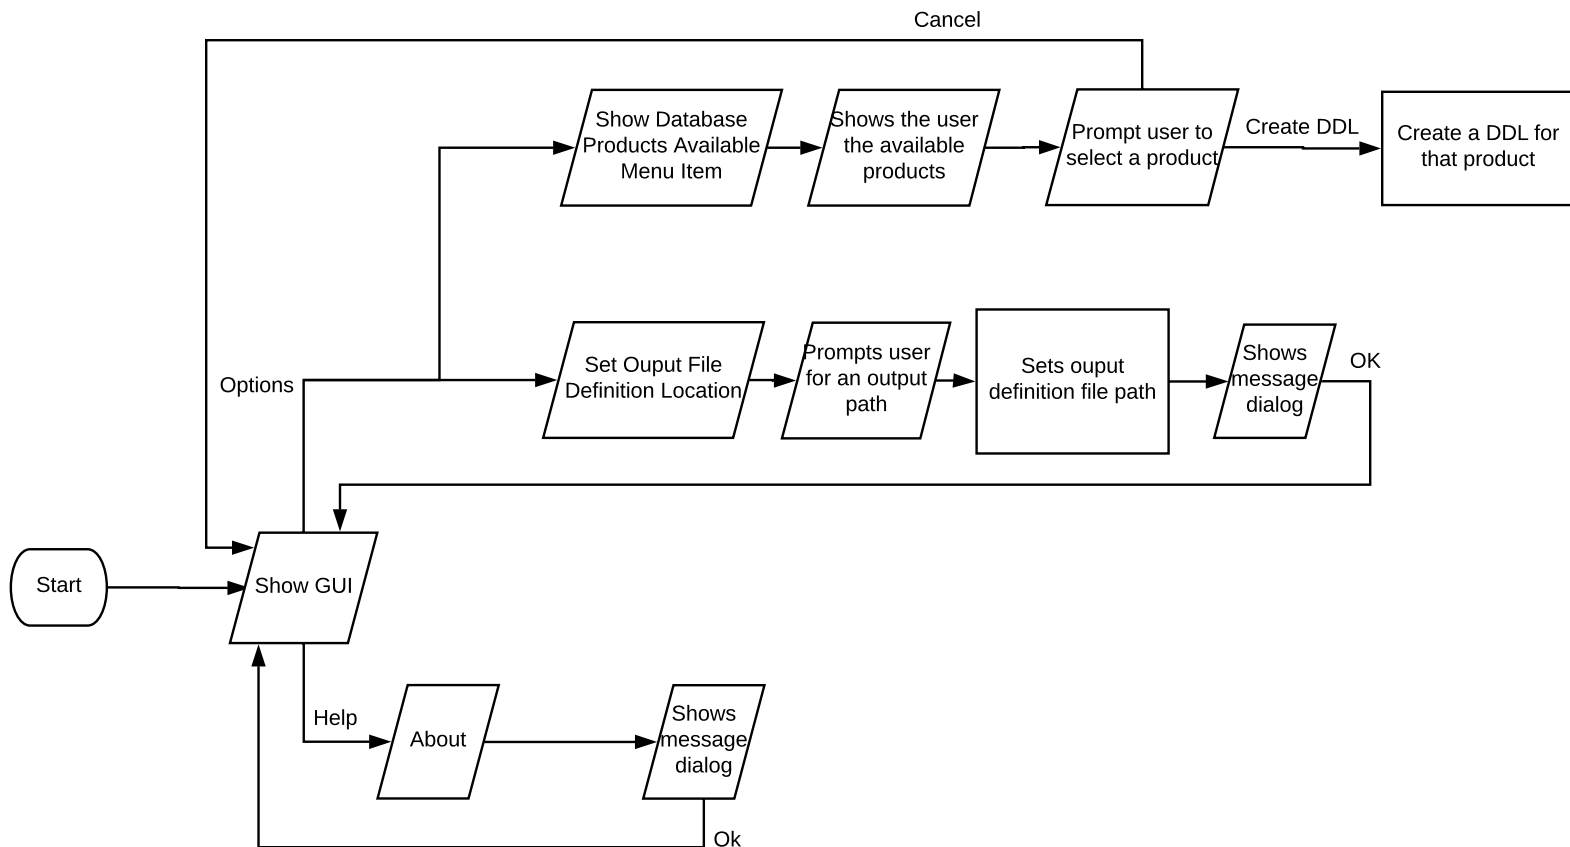 Cancel
Show Database
Products Available
Menu Item
Shows the user
the available
products
Prompt user to
select a product
Create DDL
Create a DDL for
that product
Options
Set Ouput File
Definition Location
Prompts user
for an output
path
Sets ouput
definition file path
Shows
message
dialog
OK
Start
Show GUI
Help
About
Shows
message
dialog
Ok